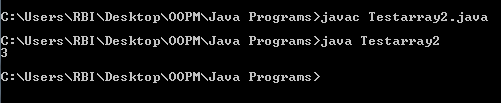 C:\Users\RBI\Desktop\OOPM\Java Programs>javac Testarray2.java
C:\Users\RBI\Desktop\OOPM\Java Programs>java Testarray2
3
C:\Users\RBI\Desktop\OOPM\Java Programs>